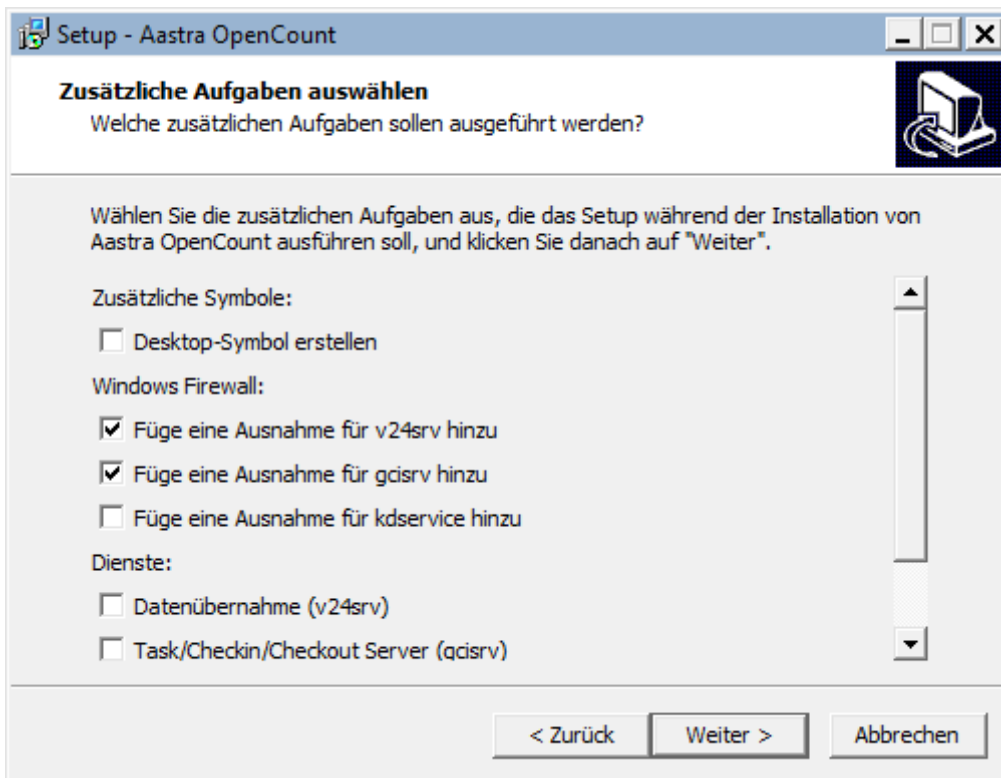 Setup - Aastra OpenCount
Zusätzliche Aufgaben auswählen
Welche zusätzlichen Aufgaben sollen ausgeführt werden?
Wählen Sie die zusätzlichen Aufgaben aus, die das Setup während der Installation von
Aastra OpenCount ausführen soll, und klicken Sie danach auf "Weiter".
Zusätzliche Symbole:
Desktop-Symbol erstellen
Windows Firewall:
Füge eine Ausnahme für v24srv hinzu
Füge eine Ausnahme für gcisrv hinzu
Füge eine Ausnahme für kdservice hinzu
Dienste:
Datenübernahme (v24srv)
Task/Checkin/Checkout Server (gcisrv)
< Zurück
Weiter >
Abbrechen